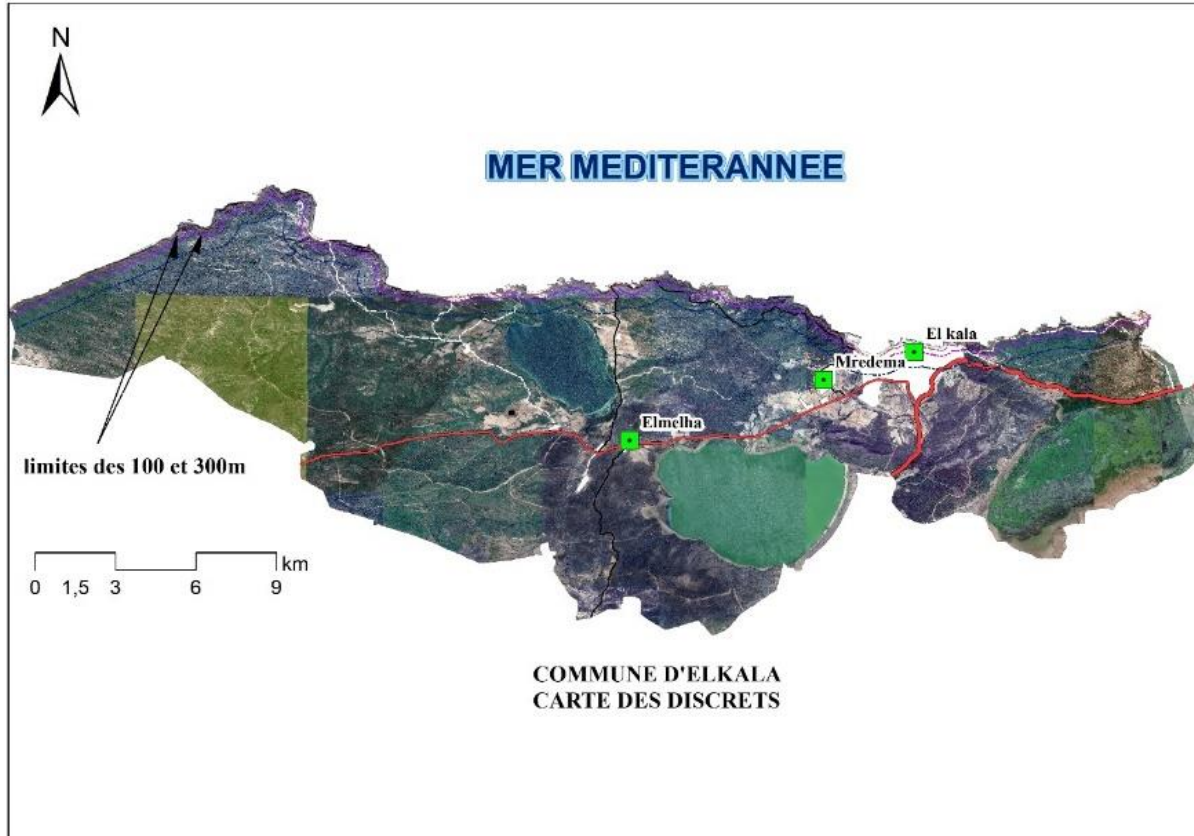 N
MER MEDITERANNEE
El kala
Mredema
Elmelha
limites des 100 et 300m
km
0 1,5 3 6 9
COMMUNE D'ELKALA
CARTE DES DISCRETS